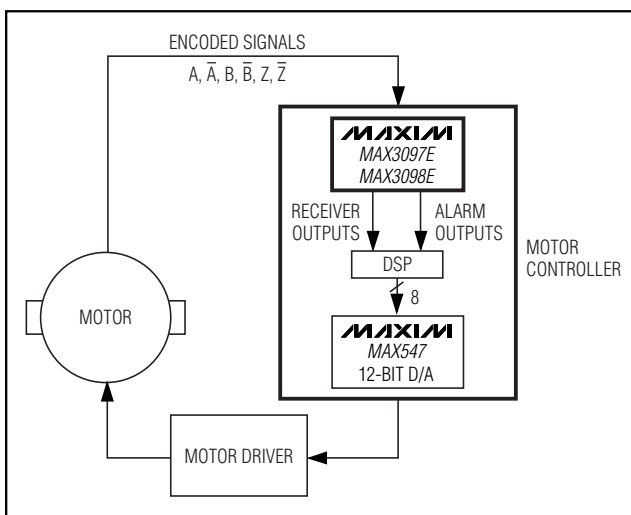 ENCODED SIGNALS
A, A̅, B, B̅, Z, Z̅
MAXIM
MAX3097E
MAX3098E
RECEIVER
OUTPUTS
ALARM
OUTPUTS
MOTOR
CONTROLLER
DSP
8
MOTOR
MAXIM
MAX547
12-BIT D/A
MOTOR DRIVER